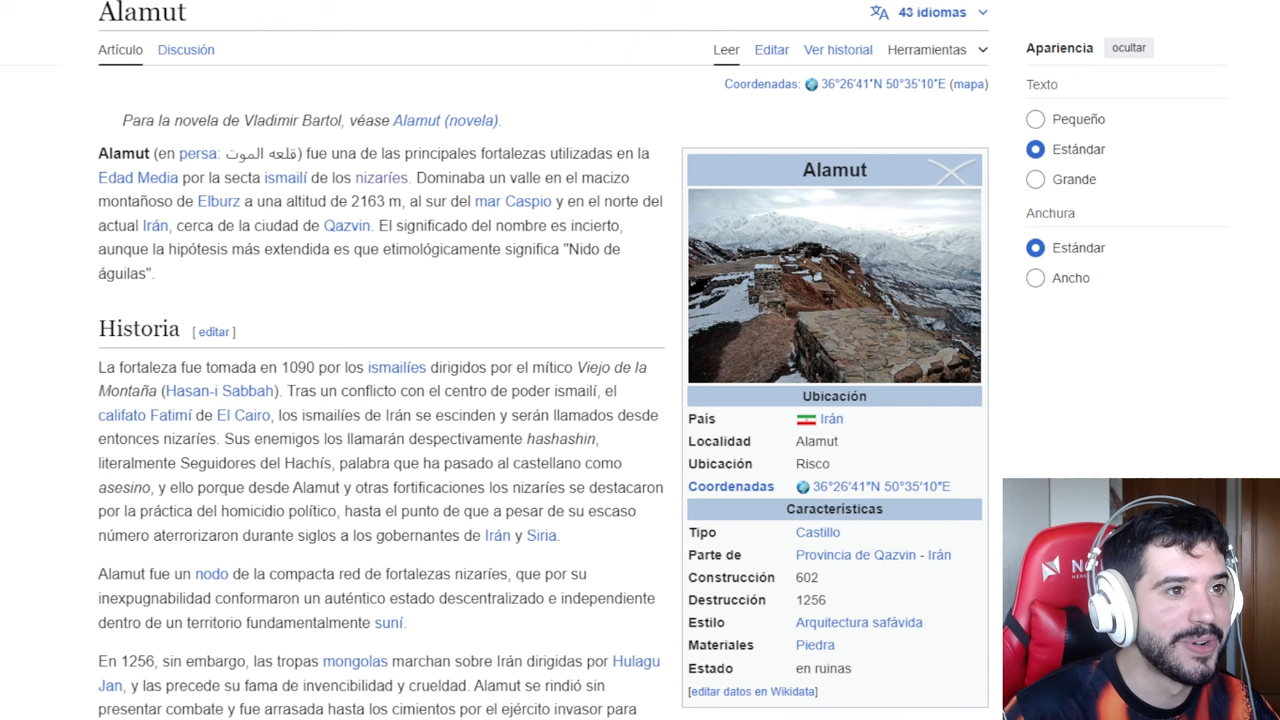 Alamut
43 idiomas
Artículo Discusión
Leer Editar Ver historial Herramientas
Coordenadas: 36°26′41″N 50°35′10″E (mapa)
Para la novela de Vladimir Bartol, véase Alamut (novela).
Alamut (en persa: قلعه الموت) fue una de las principales fortalezas utilizadas en la
Edad Media por la secta ismailí de los nizaríes. Dominaba un valle en el macizo
montañoso de Elburz a una altitud de 2163 m, al sur del mar Caspio y en el norte del
actual Irán, cerca de la ciudad de Qazvin. El significado del nombre es incierto,
aunque la hipótesis más extendida es que etimológicamente significa "Nido de
águilas".
Historia [ editar ]
La fortaleza fue tomada en 1090 por los ismailíes dirigidos por el mítico Viejo de la
Montaña (Hasan-i Sabbah). Tras un conflicto con el centro de poder ismailí, el
califato Fatimí de El Cairo, los ismailíes de Irán se escinden y serán llamados desde
entonces nizaríes. Sus enemigos los llamarán despectivamente hashashin,
literalmente Seguidores del Hachís, palabra que ha pasado al castellano como
asesino, y ello porque desde Alamut y otras fortificaciones los nizaríes se destacaron
por la práctica del homicidio político, hasta el punto de que a pesar de su escaso
número aterrorizaron durante siglos a los gobernantes de Irán y Siria.
Alamut fue un nodo de la compacta red de fortalezas nizaríes, que por su
inexpugnabilidad conformaron un auténtico estado descentralizado e independiente
dentro de un territorio fundamentalmente suní.
En 1256, sin embargo, las tropas mongolas marchan sobre Irán dirigidas por Hulagu
Jan, y las precede su fama de invencibilidad y crueldad. Alamut se rindió sin
presentar combate y fue arrasada hasta los cimientos por el ejército invasor para
Alamut
Ubicación
País Irán
Localidad Alamut
Ubicación Risco
Coordenadas 36°26′41″N 50°35′10″E
Características
Tipo Castillo
Parte de Provincia de Qazvin - Irán
Construcción 602
Destrucción 1256
Estilo Arquitectura safávida
Materiales Piedra
Estado en ruinas
[editar datos en Wikidata]
Apariencia ocultar
Texto
Pequeño
Estándar
Grande
Anchura
Estándar
Ancho